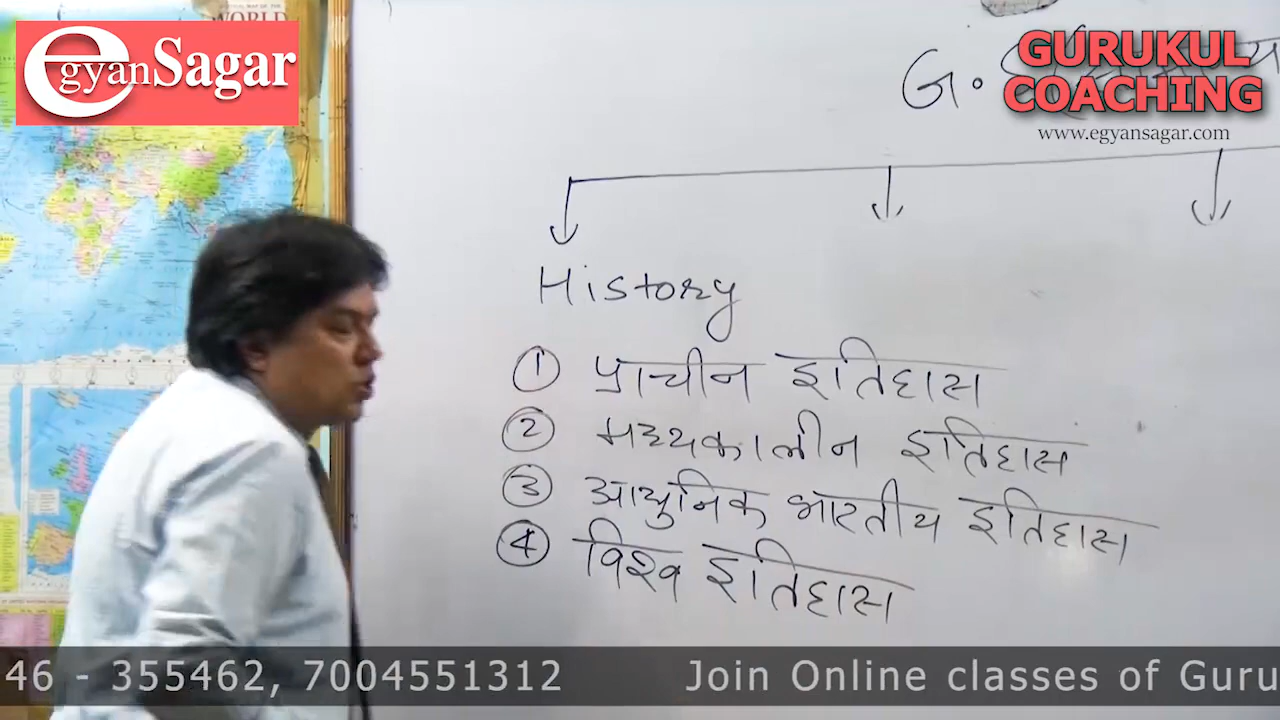 WORLD
egyanSagar
G.S
GURUKUL
COACHING
www.egyansagar.com
History
① प्राचीन इतिहास
② मध्यकालीन इतिहास
③ आधुनिक भारतीय इतिहास
④ विश्व इतिहास
46 - 355462, 7004551312 Join Online classes of Guru